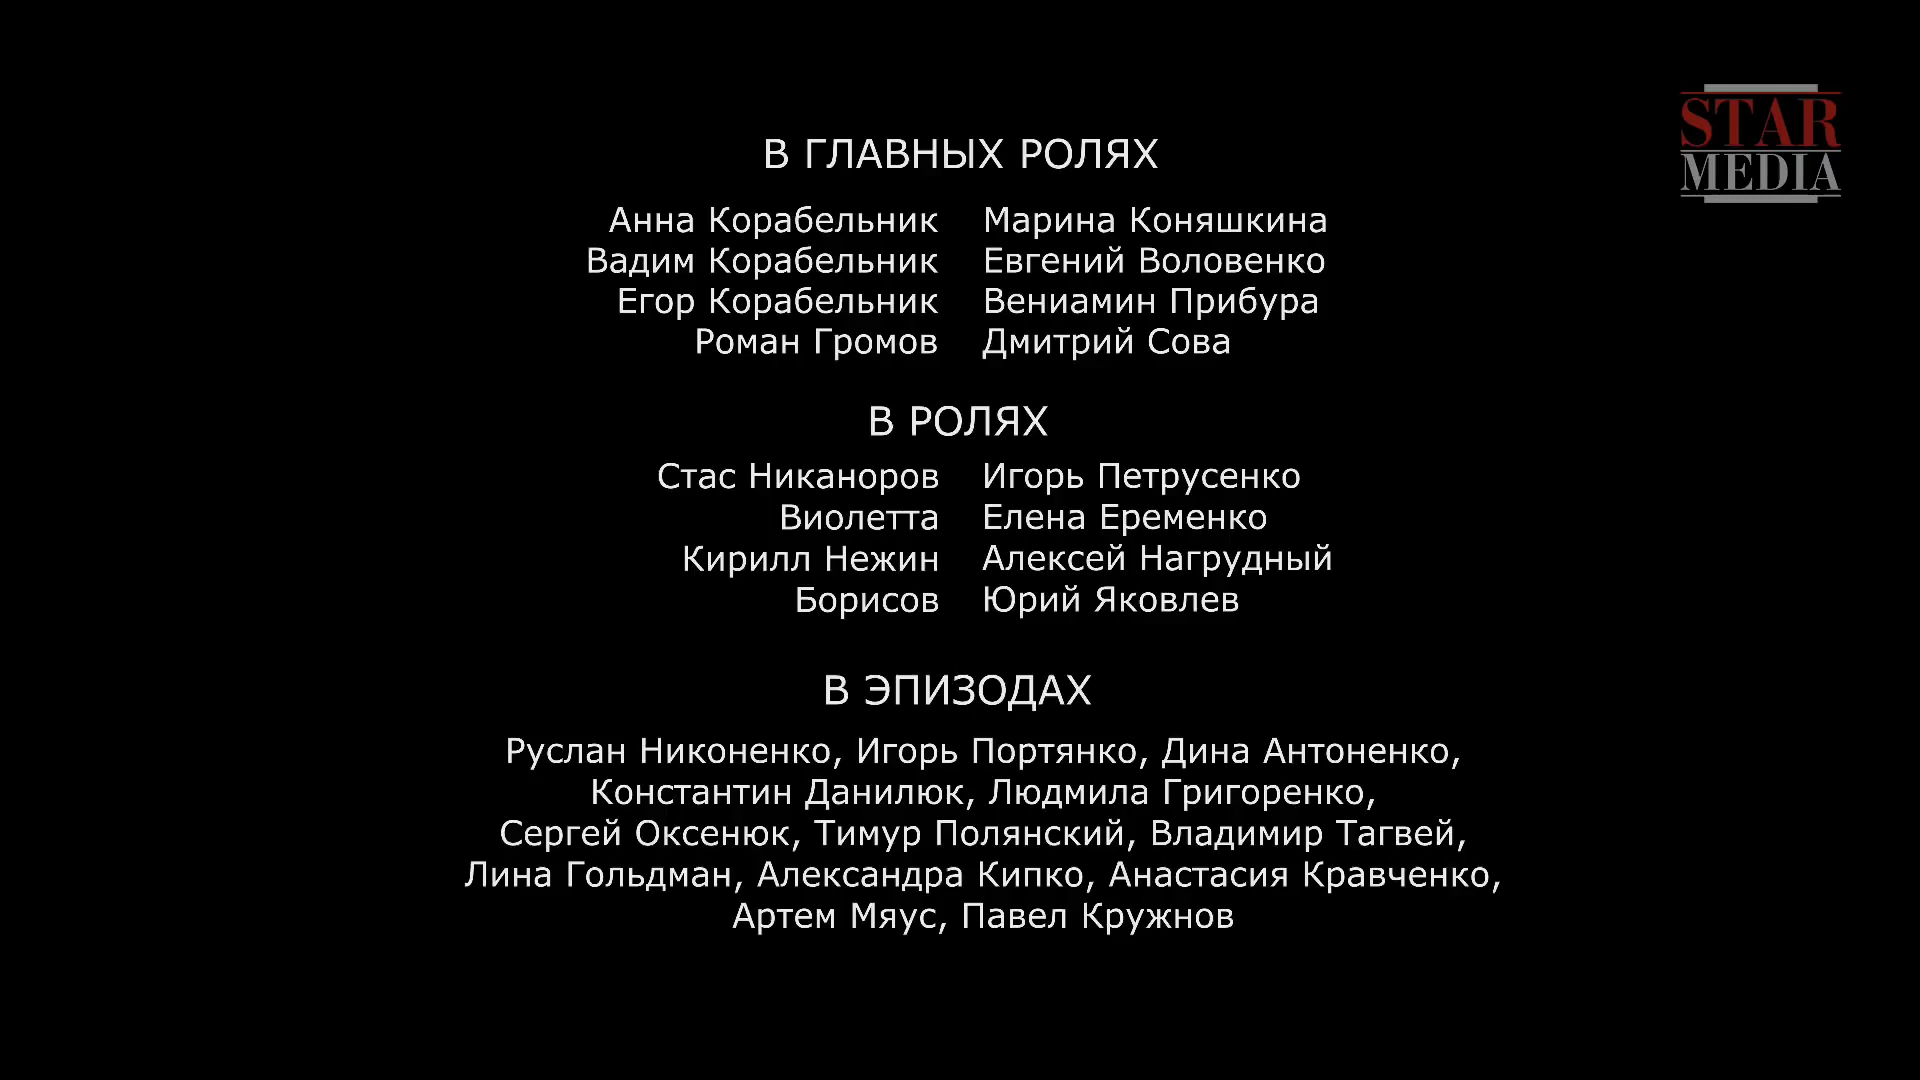 STAR
MEDIA
В ГЛАВНЫХ РОЛЯХ
Анна Корабельник Марина Коняшкина
Вадим Корабельник Евгений Воловенко
Егор Корабельник Вениамин Прибура
Роман Громов Дмитрий Сова
В РОЛЯХ
Стас Никаноров Игорь Петрусенко
Виолетта Елена Еременко
Кирилл Нежин Алексей Нагрудный
Борисов Юрий Яковлев
В ЭПИЗОДАХ
Руслан Никоненко, Игорь Портянко, Дина Антоненко,
Константин Данилюк, Людмила Григоренко,
Сергей Оксенюк, Тимур Полянский, Владимир Тагвей,
Лина Гольдман, Александра Кипко, Анастасия Кравченко,
Артем Мяус, Павел Кружнов